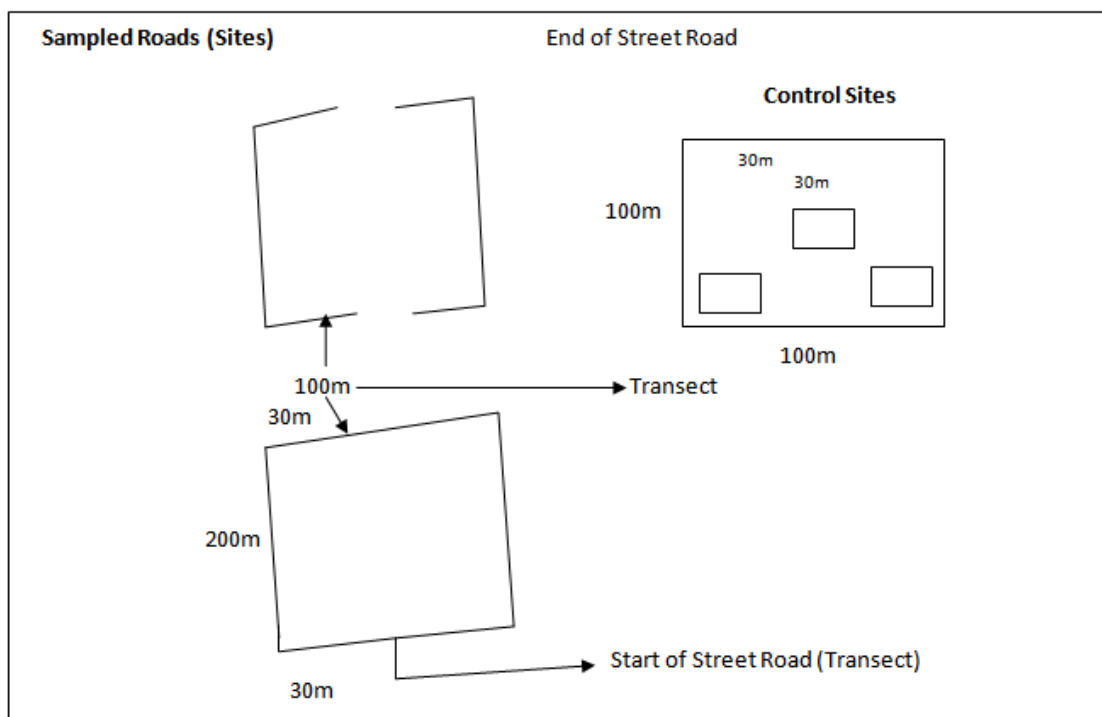 Sampled Roads (Sites)
End of Street Road
Control Sites
30m
30m
100m
100m
100m
Transect
30m
200m
Start of Street Road (Transect)
30m